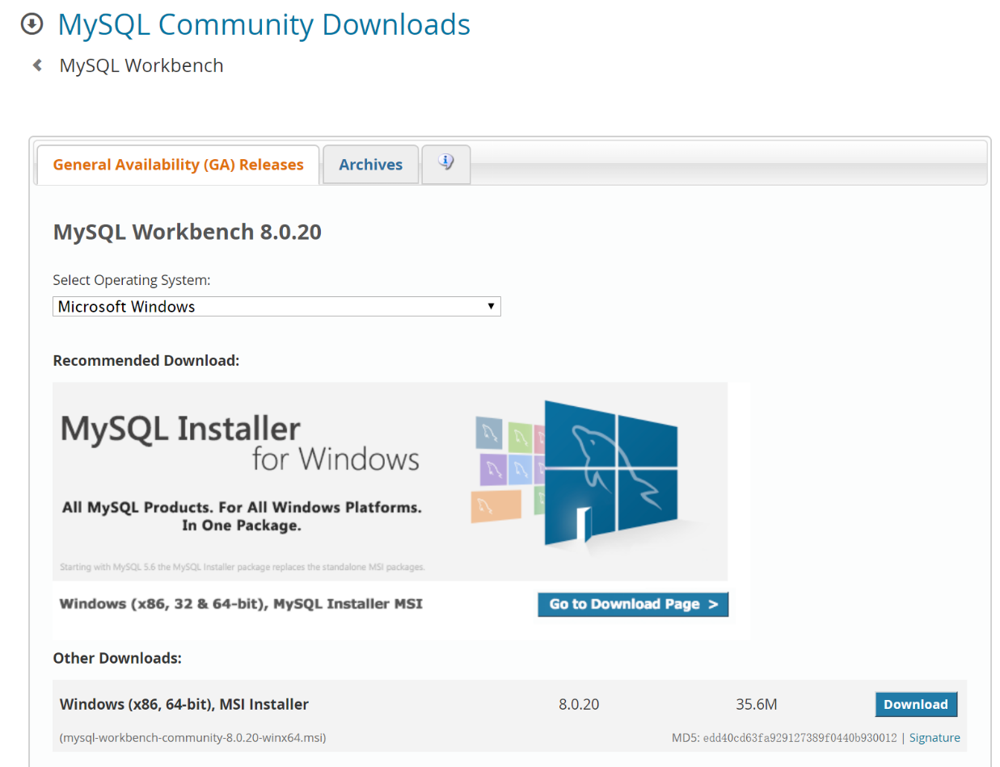 MySQL Community Downloads
MySQL Workbench
General Availability (GA) Releases
Archives
MySQL Workbench 8.0.20
Select Operating System:
Microsoft Windows
Recommended Download:
MySQL Installer
for Windows
All MySQL Products. For All Windows Platforms.
In One Package.
Starting with MySQL 5.6 the MySQL Installer package replaces the standalone MSI packages.
Windows (x86, 32 & 64-bit), MySQL Installer MSI
Go to Download Page >
Other Downloads:
Windows (x86, 64-bit), MSI Installer 8.0.20 35.6M Download
(mysql-workbench-community-8.0.20-winx64.msi) MD5: edd40cd63fa929127389f0440b930012 | Signature